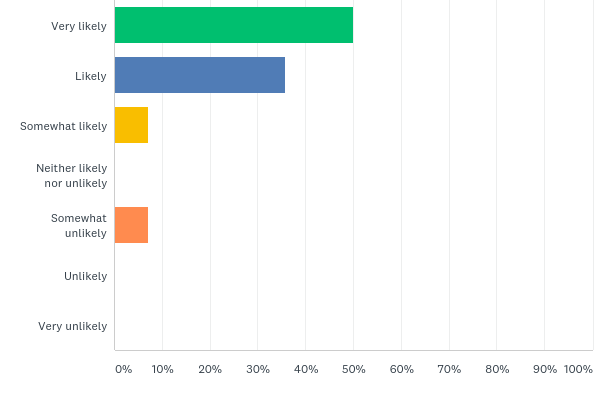 Very likely
Likely
Somewhat likely
Neither likely
nor unlikely
Somewhat
unlikely
Unlikely
Very unlikely
0% 10% 20% 30% 40% 50% 60% 70% 80% 90% 100%